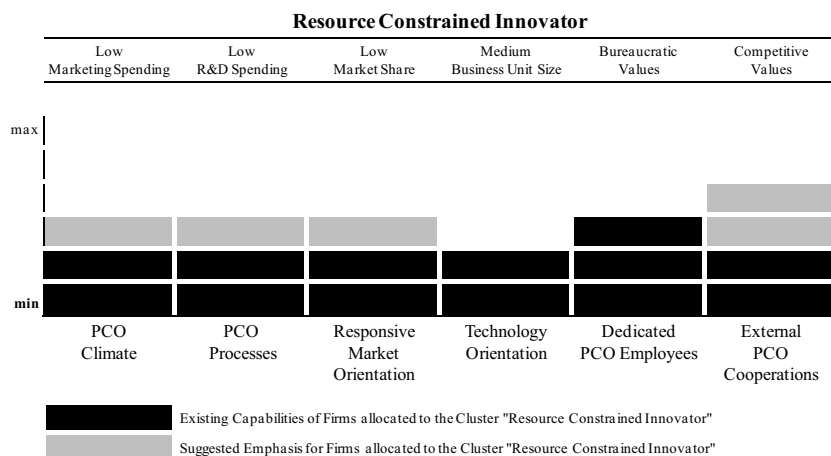 Resource Constrained Innovator
Low Low Low Medium Bureaucratic Competitive
Marketing Spending R&D Spending Market Share Business Unit Size Values Values
max
min
PCO PCO Responsive Technology Dedicated External
Climate Processes Market Orientation PCO Employees PCO
Orientation Cooperations
Existing Capabilities of Firms allocated to the Cluster "Resource Constrained Innovator"
Suggested Emphasis for Firms allocated to the Cluster "Resource Constrained Innovator"